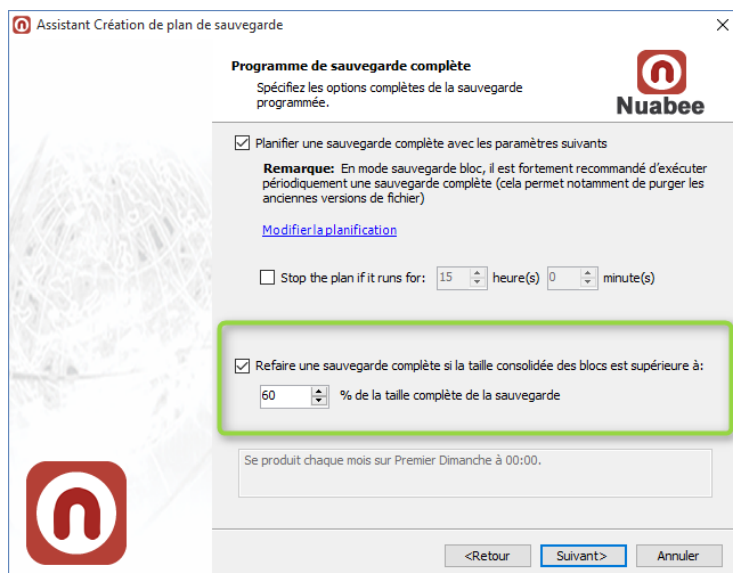 Assistant Création de plan de sauvegarde
Programme de sauvegarde complète
Spécifiez les options complètes de la sauvegarde
programmée.
Nuabee
Planifier une sauvegarde complète avec les paramètres suivants
Remarque: En mode sauvegarde bloc, il est fortement recommandé d'exécuter
périodiquement une sauvegarde complète (cela permet notamment de purger les
anciennes versions de fichier)
Modifier la planification
Stop the plan if it runs for: 15 heure(s) 0 minute(s)
Refaire une sauvegarde complète si la taille consolidée des blocs est supérieure à:
60 % de la taille complète de la sauvegarde
Se produit chaque mois sur Premier Dimanche à 00:00.
<Retour Suivant> Annuler